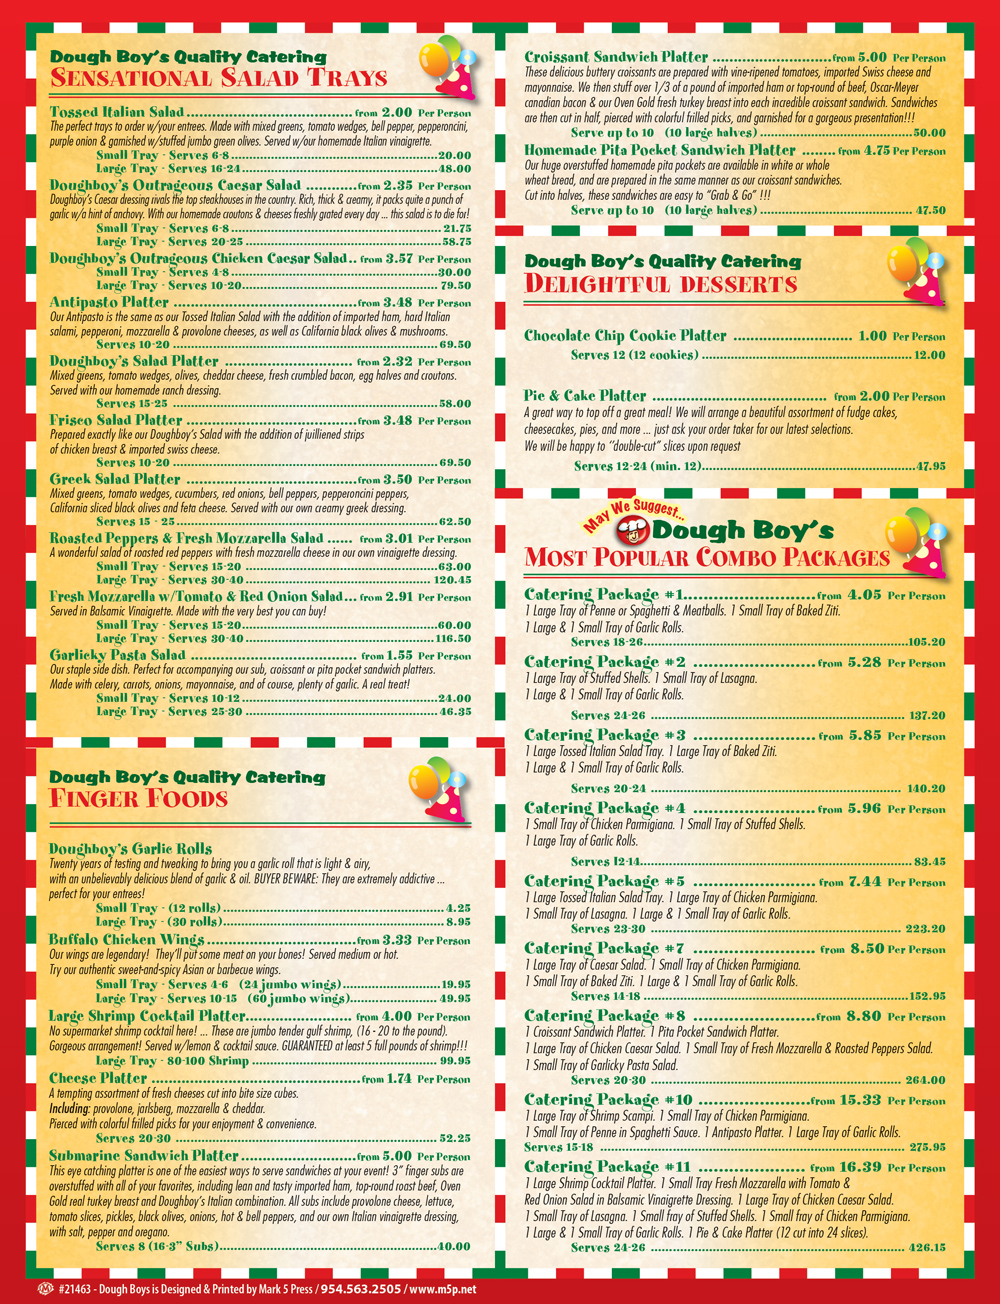 Dough Boy's Quality Catering
Sensational Salad Trays
Tossed Italian Salad ................ from 2.00 Per Person
The perfect trays to order w/your entrees. Made with mixed greens, tomato wedges, bell pepper, pepperoncini,
purple onion & garnished w/stuffed jumbo green olives. Served w/our homemade Italian vinaigrette.
Small Tray - Serves 6-8 ................ 20.00
Large Tray - Serves 16-24 ................ 48.00
Doughboy's Outrageous Caesar Salad ........... from 2.35 Per Person
Doughboy's Caesar dressing rivals the top steakhouses in the country. Rich, thick & creamy, it packs quite a punch of
garlic w/a hint of anchovy. With our homemade croutons & cheeses freshly grated every day ... this salad is to die for!
Small Tray - Serves 6-8 ................ 21.75
Large Tray - Serves 20-25 ................ 58.75
Doughboy's Outrageous Chicken Caesar Salad .. from 3.57 Per Person
Small Tray - Serves 4-8 ................ 30.00
Large Tray - Serves 10-20 ................ 79.50
Antipasto Platter ................ from 3.48 Per Person
Our Antipasto is the same as our Tossed Italian Salad with the addition of imported ham, hard Italian
salami, pepperoni, mozzarella & provolone cheeses, as well as California black olives & mushrooms.
Serves 10-20 ................ 69.50
Doughboy's Salad Platter ................ from 2.32 Per Person
Mixed greens, tomato wedges, olives, cheddar cheese, fresh crumbled bacon, egg halves and croutons.
Served with our homemade ranch dressing.
Serves 15-25 ................ 58.00
Frisco Salad Platter ................ from 3.48 Per Person
Prepared exactly like our Doughboy's Salad with the addition of juilliened strips
of chicken breast & imported swiss cheese.
Serves 10-20 ................ 69.50
Greek Salad Platter ................ from 3.50 Per Person
Mixed greens, tomato wedges, cucumbers, red onions, bell peppers, pepperoncini peppers,
California sliced black olives and feta cheese. Served with our own creamy greek dressing.
Serves 15 - 25 ................ 62.50
Roasted Peppers & Fresh Mozzarella Salad ...... from 3.01 Per Person
A wonderful salad of roasted red peppers with fresh mozzarella cheese in our own vinaigrette dressing.
Small Tray - Serves 15-20 ................ 63.00
Large Tray - Serves 30-40 ................ 120.45
Fresh Mozzarella w/Tomato & Red Onion Salad ... from 2.91 Per Person
Served in Balsamic Vinaigrette. Made with the very best you can buy!
Small Tray - Serves 15-20 ................ 60.00
Large Tray - Serves 30-40 ................ 116.50
Garlicky Pasta Salad ................ from 1.55 Per Person
Our staple side dish. Perfect for accompanying our sub, croissant or pita pocket sandwich platters.
Made with celery, carrots, onions, mayonnaise, and of course, plenty of garlic. A real treat!
Small Tray - Serves 10-12 ................ 24.00
Large Tray - Serves 25-30 ................ 46.35
Dough Boy's Quality Catering
Finger Foods
Doughboy's Garlic Rolls
Twenty years of testing and tweaking to bring you a garlic roll that is light & airy,
with an unbelievably delicious blend of garlic & oil. BUYER BEWARE: They are extremely addictive ...
perfect for your entrees!
Small Tray - (12 rolls) ................ 4.25
Large Tray - (30 rolls) ................ 8.95
Buffalo Chicken Wings ................ from 3.33 Per Person
Our wings are legendary! They'll put some meat on your bones! Served medium or hot.
Try our authentic sweet-and-spicy Asian or barbecue wings.
Small Tray - Serves 4-6 (24 jumbo wings) ................ 19.95
Large Tray - Serves 10-15 (60 jumbo wings) ................ 49.95
Large Shrimp Cocktail Platter ................ from 4.00 Per Person
No supermarket shrimp cocktail here! ... These are jumbo tender gulf shrimp, (16 - 20 to the pound).
Gorgeous arrangement! Served w/lemon & cocktail sauce. GUARANTEED at least 5 full pounds of shrimp!!!
Large Tray - 80-100 Shrimp ................ 99.95
Cheese Platter ................ from 1.74 Per Person
A tempting assortment of fresh cheeses cut into bite size cubes.
Including: provolone, jarlsberg, mozzarella & cheddar.
Pierced with colorful frilled picks for your enjoyment & convenience.
Serves 20-30 ................ 52.25
Submarine Sandwich Platter ................ from 5.00 Per Person
This eye catching platter is one of the easiest ways to serve sandwiches at your event! 3" finger subs are
overstuffed with all of your favorites, including lean and tasty imported ham, top-round roast beef, Oven
Gold real turkey breast and Doughboy's Italian combination. All subs include provolone cheese, lettuce,
tomato slices, pickles, black olives, onions, hot & bell peppers, and our own Italian vinaigrette dressing,
with salt, pepper and oregano.
Serves 8 (16-3" Subs) ................ 40.00
Croissant Sandwich Platter ................ from 5.00 Per Person
These delicious buttery croissants are prepared with vine-ripened tomatoes, imported Swiss cheese and
mayonnaise. We then stuff over 1/3 of a pound of imported ham or top-round of beef, Oscar-Meyer
canadian bacon & our Oven Gold fresh turkey breast into each incredible croissant sandwich. Sandwiches
are then cut in half, pierced with colorful frilled picks, and garnished for a gorgeous presentation!!!
Serve up to 10 (10 large halves) ................ 50.00
Homemade Pita Pocket Sandwich Platter ........ from 4.75 Per Person
Our huge overstuffed homemade pita pockets are available in white or whole
wheat bread, and are prepared in the same manner as our croissant sandwiches.
Cut into halves, these sandwiches are easy to "Grab & Go" !!!
Serve up to 10 (10 large halves) ................ 47.50
Dough Boy's Quality Catering
Delightful desserts
Chocolate Chip Cookie Platter ................ 1.00 Per Person
Serves 12 (12 cookies) ................ 12.00
Pie & Cake Platter ................ from 2.00 Per Person
A great way to top off a great meal! We will arrange a beautiful assortment of fudge cakes,
cheesecakes, pies, and more ... just ask your order taker for our latest selections.
We will be happy to "double-cut" slices upon request
Serves 12-24 (min. 12) ................ 47.95
May We Suggest...
Dough Boy's
Most Popular Combo Packages
Catering Package #1 ................ from 4.05 Per Person
1 Large Tray of Penne or Spaghetti & Meatballs. 1 Small Tray of Baked Ziti.
1 Large & 1 Small Tray of Garlic Rolls.
Serves 18-26 ................ 105.20
Catering Package #2 ................ from 5.28 Per Person
1 Large Tray of Stuffed Shells. 1 Small Tray of Lasagna.
1 Large & 1 Small Tray of Garlic Rolls.
Serves 24-26 ................ 137.20
Catering Package #3 ................ from 5.85 Per Person
1 Large Tossed Italian Salad Tray. 1 Large Tray of Baked Ziti.
1 Large & 1 Small Tray of Garlic Rolls.
Serves 20-24 ................ 140.20
Catering Package #4 ................ from 5.96 Per Person
1 Small Tray of Chicken Parmigiana. 1 Small Tray of Stuffed Shells.
1 Large Tray of Garlic Rolls.
Serves 12-14 ................ 83.45
Catering Package #5 ................ from 7.44 Per Person
1 Large Tossed Italian Salad Tray. 1 Large Tray of Chicken Parmigiana.
1 Small Tray of Lasagna. 1 Large & 1 Small Tray of Garlic Rolls.
Serves 23-30 ................ 223.20
Catering Package #7 ................ from 8.50 Per Person
1 Large Tray of Caesar Salad. 1 Small Tray of Chicken Parmigiana.
1 Small Tray of Baked Ziti. 1 Large & 1 Small Tray of Garlic Rolls.
Serves 14-18 ................ 152.95
Catering Package #8 ................ from 8.80 Per Person
1 Croissant Sandwich Platter. 1 Pita Pocket Sandwich Platter.
1 Large Tray of Chicken Caesar Salad. 1 Small Tray of Fresh Mozzarella & Roasted Peppers Salad.
1 Small Tray of Garlicky Pasta Salad.
Serves 20-30 ................ 264.00
Catering Package #10 ................ from 15.33 Per Person
1 Large Tray of Shrimp Scampi. 1 Small Tray of Chicken Parmigiana.
1 Small Tray of Penne in Spaghetti Sauce. 1 Antipasto Platter. 1 Large Tray of Garlic Rolls.
Serves 15-18 ................ 275.95
Catering Package #11 ................ from 16.39 Per Person
1 Large Shrimp Cocktail Platter. 1 Small Tray Fresh Mozzarella with Tomato &
Red Onion Salad in Balsamic Vinaigrette Dressing. 1 Large Tray of Chicken Caesar Salad.
1 Small Tray of Lasagna. 1 Small fray of Stuffed Shells. 1 Small fray of Chicken Parmigiana.
1 Large & 1 Small Tray of Garlic Rolls. 1 Pie & Cake Platter (12 cut into 24 slices).
Serves 24-26 ................ 426.15
#21463 - Dough Boys is Designed & Printed by Mark 5 Press / 954.563.2505 / www.m5p.net